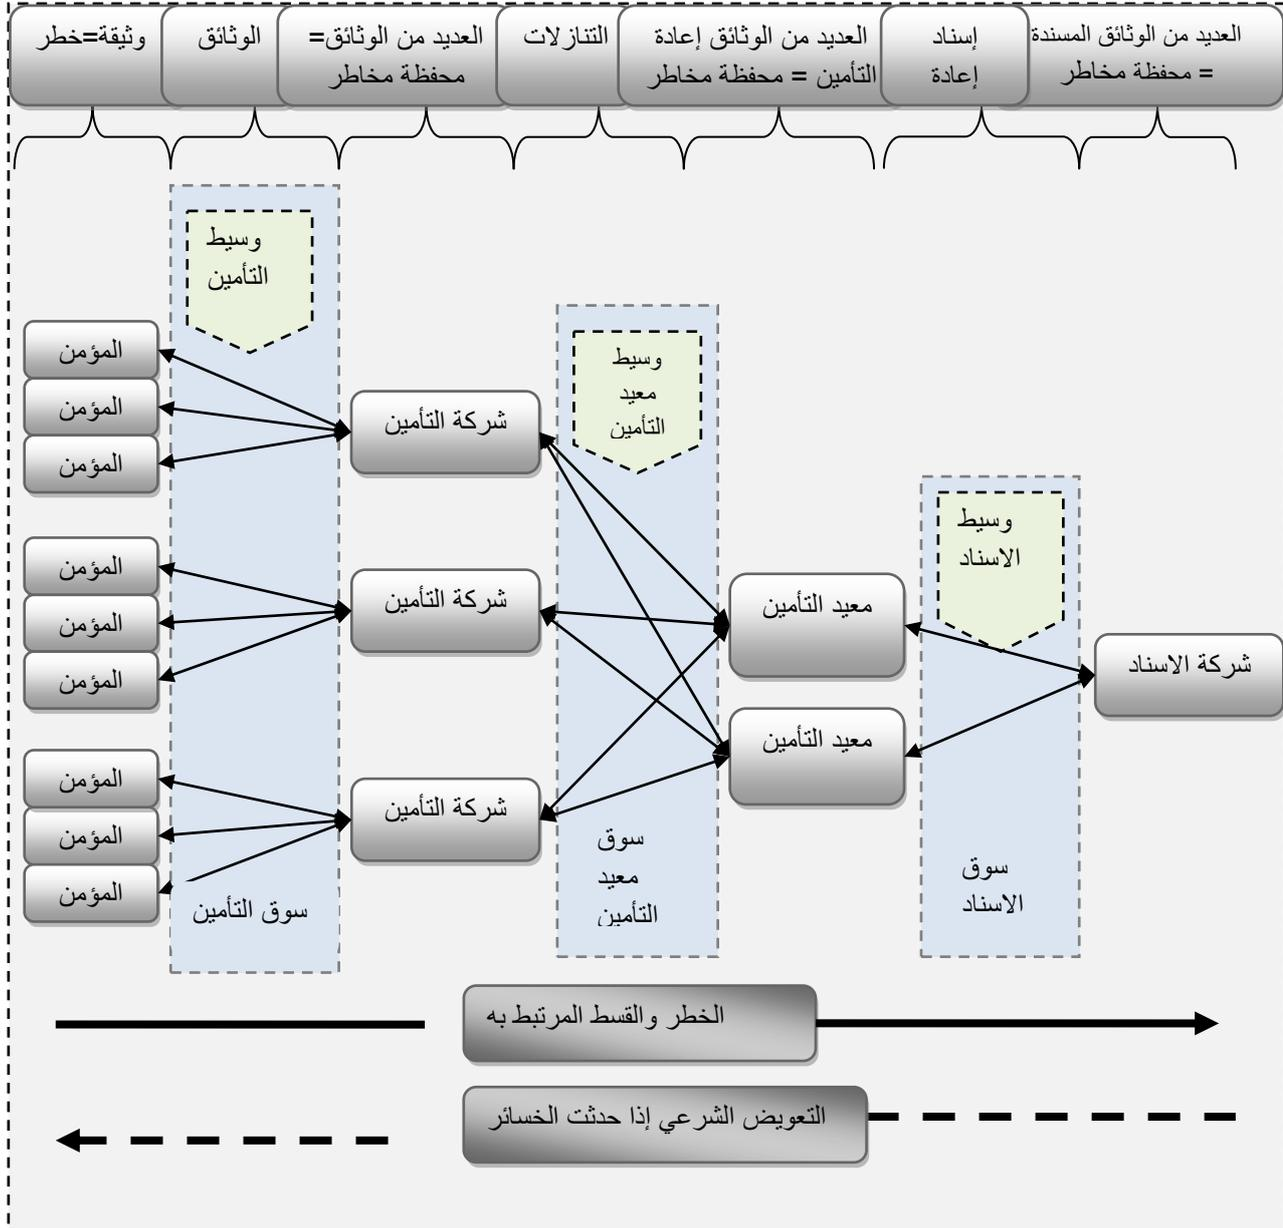 وثيقة=خطر
الوثائق
العديد من الوثائق=
محفظة مخاطر
التنازلات
العديد من الوثائق إعادة
التأمين = محفظة مخاطر
إسناد
إعادة
العديد من الوثائق المسندة
= محفظة مخاطر
وسيط
التأمين
المؤمن
المؤمن
المؤمن
المؤمن
المؤمن
المؤمن
المؤمن
المؤمن
المؤمن
سوق التأمين
شركة التأمين
شركة التأمين
شركة التأمين
وسيط
معيد
التأمين
سوق
معيد
التأمين
معيد التأمين
معيد التأمين
وسيط
الاسناد
سوق
الاسناد
شركة الاسناد
الخطر والقسط المرتبط به
التعويض الشرعي إذا حدثت الخسائر